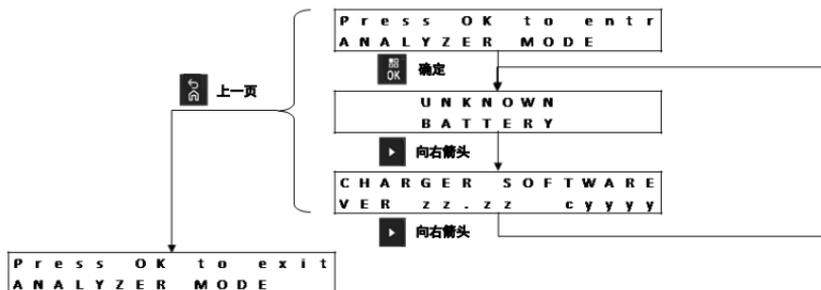 Press OK to entr
ANALYZER MODE
OK 确定
上一页
UNKNOWN
BATTERY
向右箭头
CHARGER SOFTWARE
VER zz.zz cyyyy
向右箭头
Press OK to exit
ANALYZER MODE